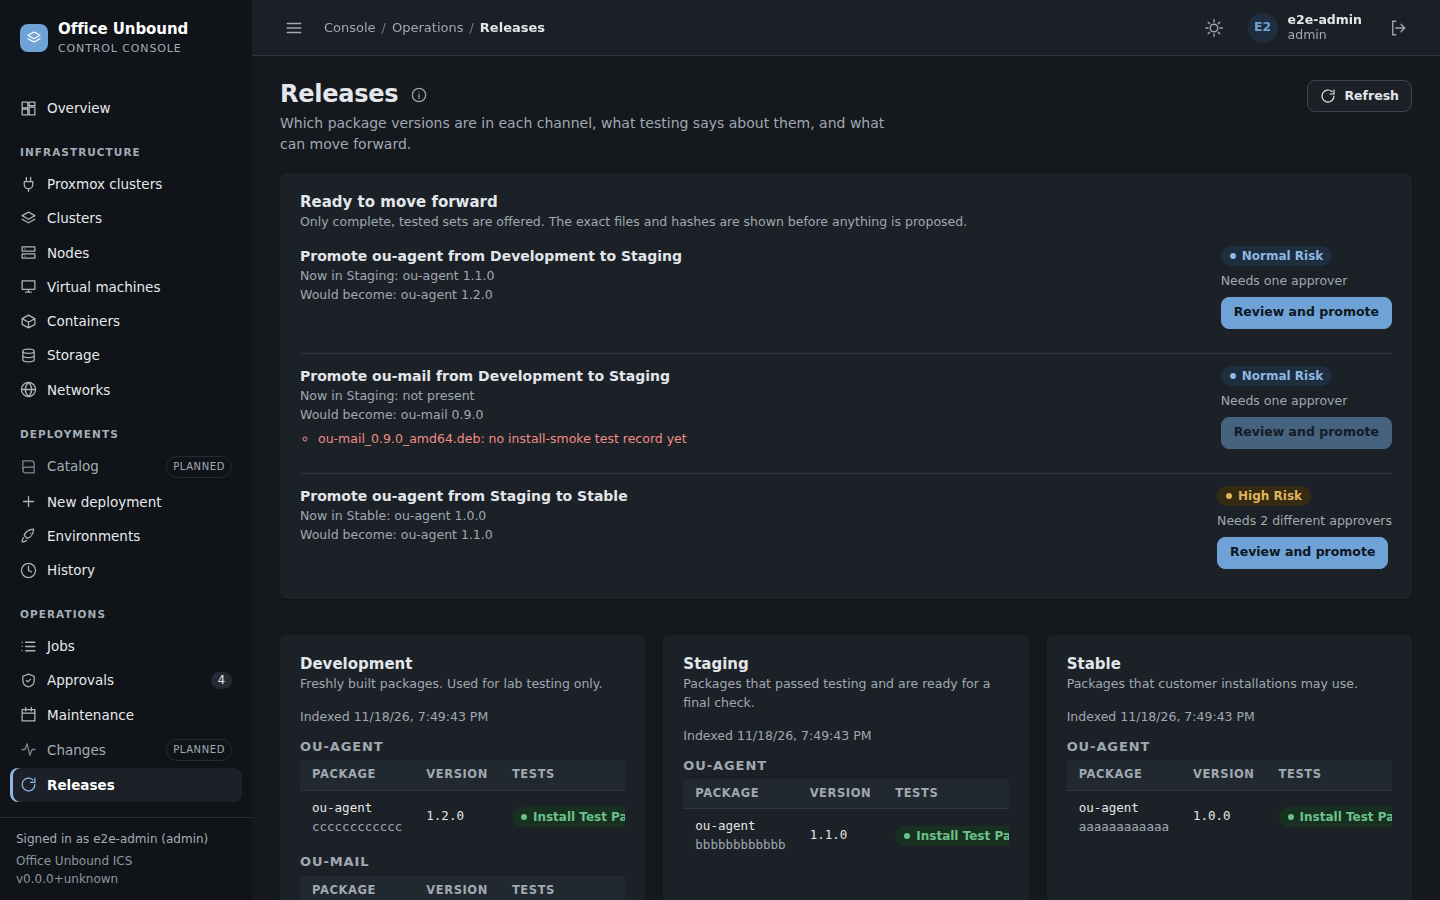 Office Unbound
CONTROL CONSOLE
Overview
INFRASTRUCTURE
Proxmox clusters
Clusters
Nodes
Virtual machines
Containers
Storage
Networks
DEPLOYMENTS
Catalog PLANNED
New deployment
Environments
History
OPERATIONS
Jobs
Approvals 4
Maintenance
Changes PLANNED
Releases
Signed in as e2e-admin (admin)
Office Unbound ICS
v0.0.0+unknown
Console / Operations / Releases
E2 e2e-admin
admin
Releases
Refresh
Which package versions are in each channel, what testing says about them, and what
can move forward.
Ready to move forward
Only complete, tested sets are offered. The exact files and hashes are shown before anything is proposed.
Promote ou-agent from Development to Staging
Now in Staging: ou-agent 1.1.0
Would become: ou-agent 1.2.0
Normal Risk
Needs one approver
Review and promote
Promote ou-mail from Development to Staging
Now in Staging: not present
Would become: ou-mail 0.9.0
ou-mail_0.9.0_amd64.deb: no install-smoke test record yet
Normal Risk
Needs one approver
Review and promote
Promote ou-agent from Staging to Stable
Now in Stable: ou-agent 1.0.0
Would become: ou-agent 1.1.0
High Risk
Needs 2 different approvers
Review and promote
Development
Freshly built packages. Used for lab testing only.
Indexed 11/18/26, 7:49:43 PM
OU-AGENT
PACKAGE VERSION TESTS
ou-agent
cccccccccccc
1.2.0
Install Test Pa
OU-MAIL
PACKAGE VERSION TESTS
Staging
Packages that passed testing and are ready for a
final check.
Indexed 11/18/26, 7:49:43 PM
OU-AGENT
PACKAGE VERSION TESTS
ou-agent
bbbbbbbbbbbb
1.1.0
Install Test Pa
Stable
Packages that customer installations may use.
Indexed 11/18/26, 7:49:43 PM
OU-AGENT
PACKAGE VERSION TESTS
ou-agent
aaaaaaaaaaaa
1.0.0
Install Test Pa